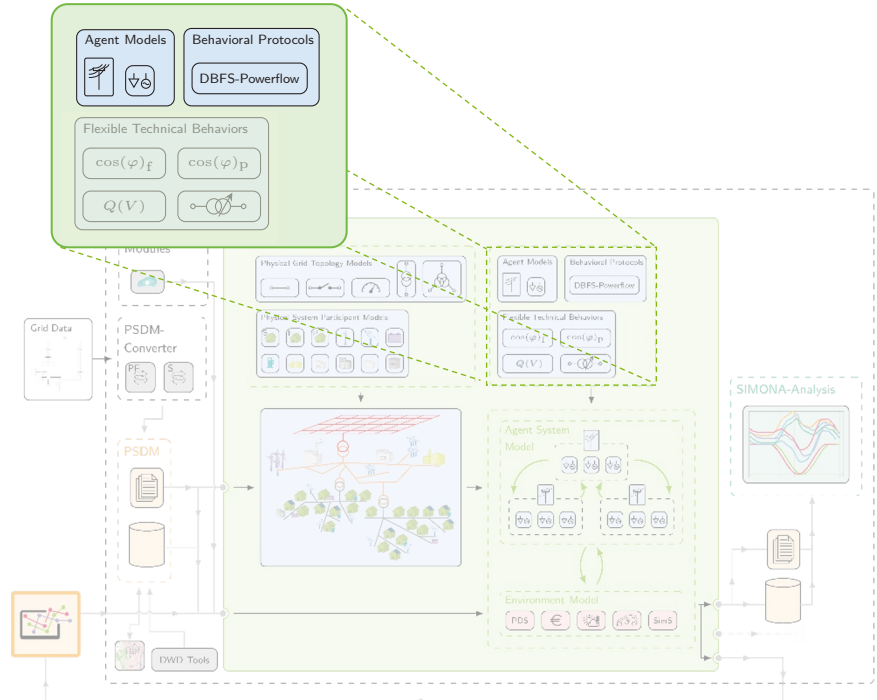 Agent Models
Behavioral Protocols
DBFS-Powerflow
Flexible Technical Behaviors
cos(φ)f
cos(φ)p
Q(V)
Physical Grid Topology Models
Agent Models
Behavioral Protocols
DBFS-Powerflow
Physical System Participant Models
Flexible Technical Behaviors
cos(φ)f
cos(φ)p
Q(V)
Grid Data
PSDM-
Converter
PF
S
SIMONA-Analysis
Agent System
Model
PSDM
Environment Model
PDS
€
SimS
DWD Tools